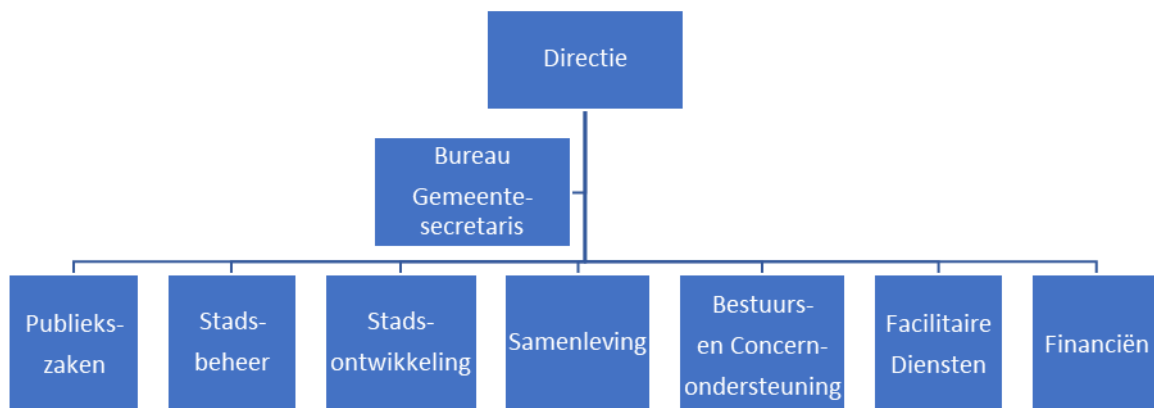 Directie
Bureau
Gemeente-
secretaris
Publieks-
zaken
Stads-
beheer
Stads-
ontwikkeling
Samenleving
Bestuurs-
en Concern-
ondersteuning
Facilitaire
Diensten
Financiën